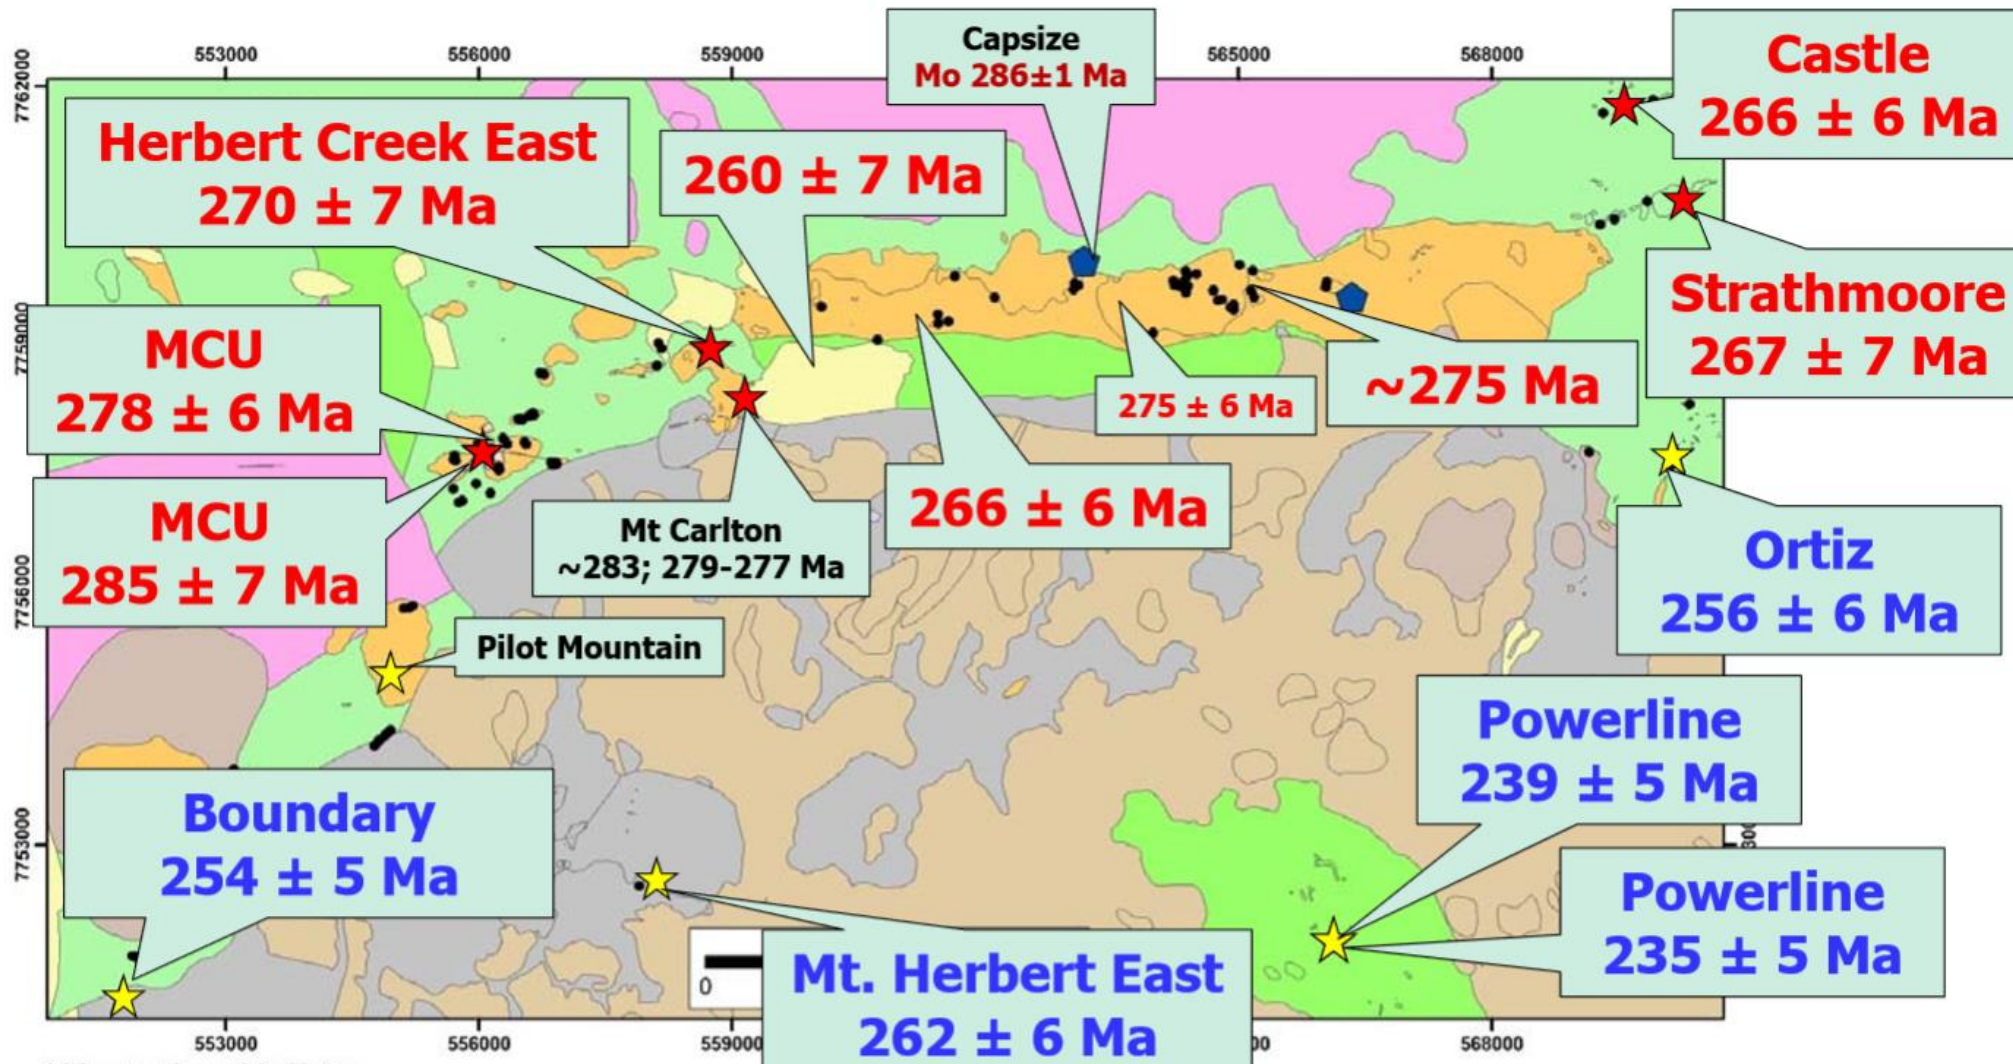 553000
556000
559000
565000
568000
7762000
7759000
7756000
7753000
Capsize
Mo 286±1 Ma
Castle
266 ± 6 Ma
Herbert Creek East
270 ± 7 Ma
260 ± 7 Ma
Strathmoore
267 ± 7 Ma
MCU
278 ± 6 Ma
~275 Ma
275 ± 6 Ma
266 ± 6 Ma
MCU
285 ± 7 Ma
Mt Carlton
~283; 279-277 Ma
Ortiz
256 ± 6 Ma
Pilot Mountain
Powerline
239 ± 5 Ma
Boundary
254 ± 5 Ma
Powerline
235 ± 5 Ma
0
Mt. Herbert East
262 ± 6 Ma
553000
556000
559000
568000